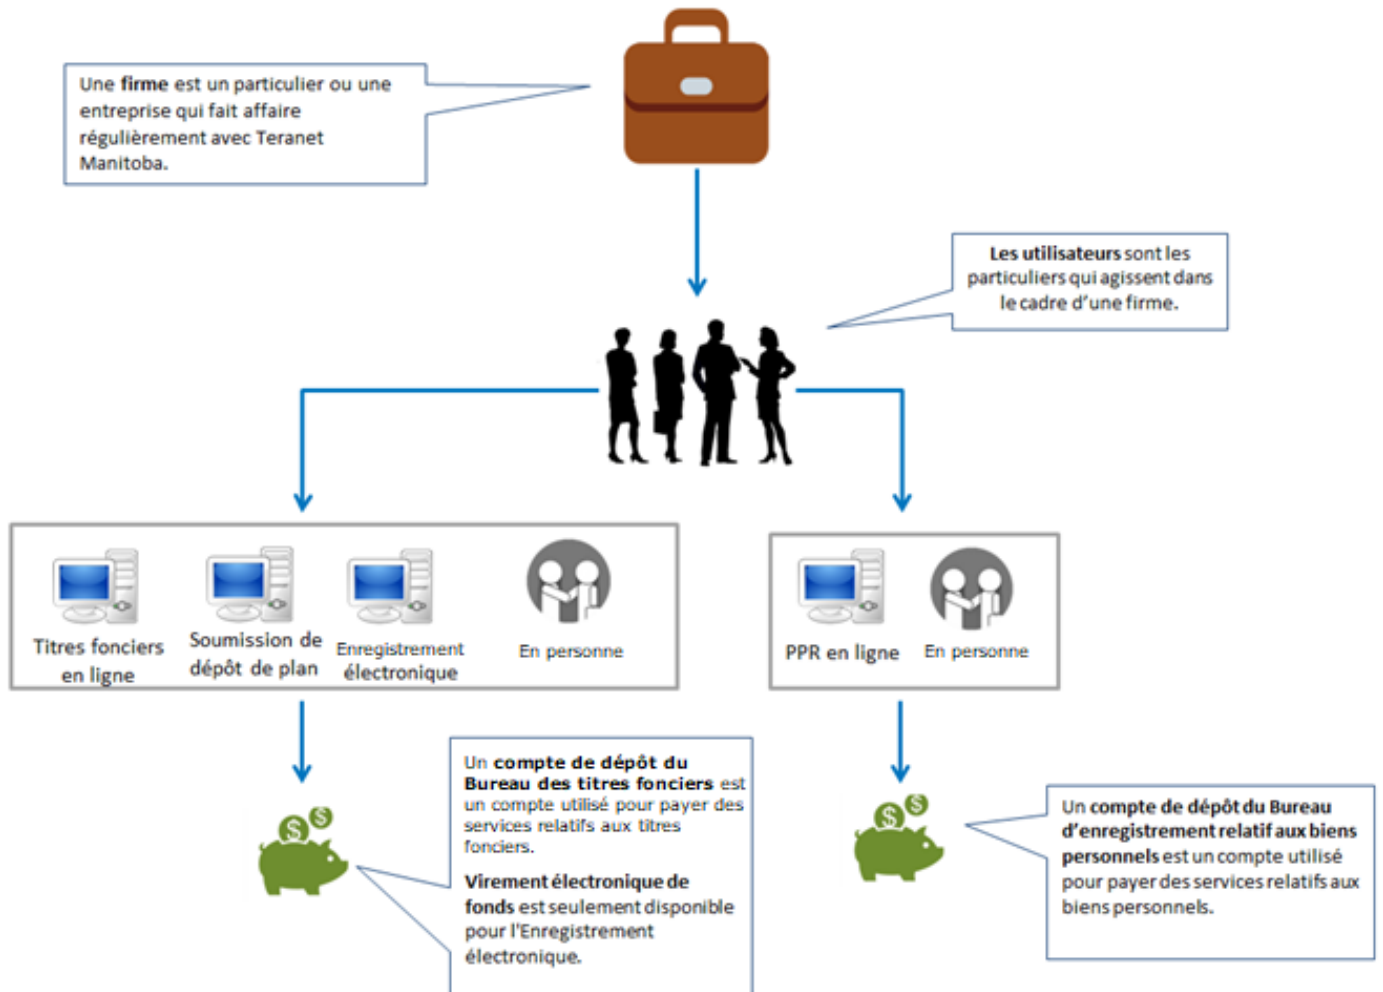 Une firme est un particulier ou une
entreprise qui fait affaire
régulièrement avec Teranet
Manitoba.
Les utilisateurs sont les
particuliers qui agissent dans
le cadre d'une firme.
Titres fonciers
en ligne
Soumission de
dépôt de plan
Enregistrement
électronique
En personne
PPR en ligne
En personne
Un compte de dépôt du
Bureau des titres fonciers est
un compte utilisé pour payer des
services relatifs aux titres
fonciers.
Virement électronique de
fonds est seulement disponible
pour l'Enregistrement
électronique.
Un compte de dépôt du Bureau
d'enregistrement relatif aux biens
personnels est un compte utilisé
pour payer des services relatifs aux
biens personnels.
$ $
$ $